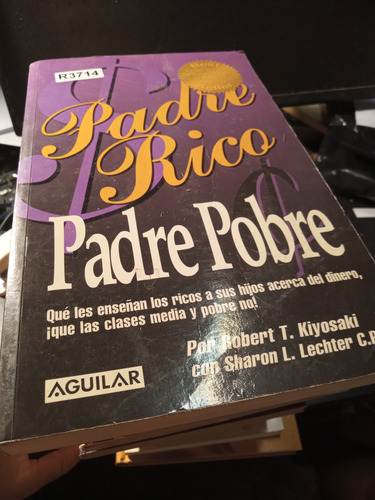 R3714
Padre
Rico
Padre Pobre
Qué les enseñan los ricos a sus hijos acerca del dinero,
¡que las clases media y pobre no!
Por Robert T. Kiyosaki
con Sharon L. Lechter C.P.
AGUILAR